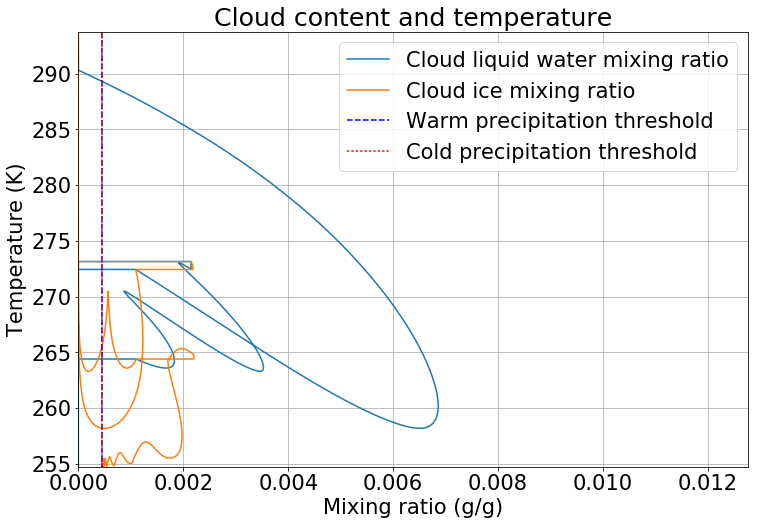 Cloud content and temperature
Cloud liquid water mixing ratio
Cloud ice mixing ratio
Warm precipitation threshold
Cold precipitation threshold
Temperature (K)
290
285
280
275
270
265
260
255
0.000 0.002 0.004 0.006 0.008 0.010 0.012
Mixing ratio (g/g)